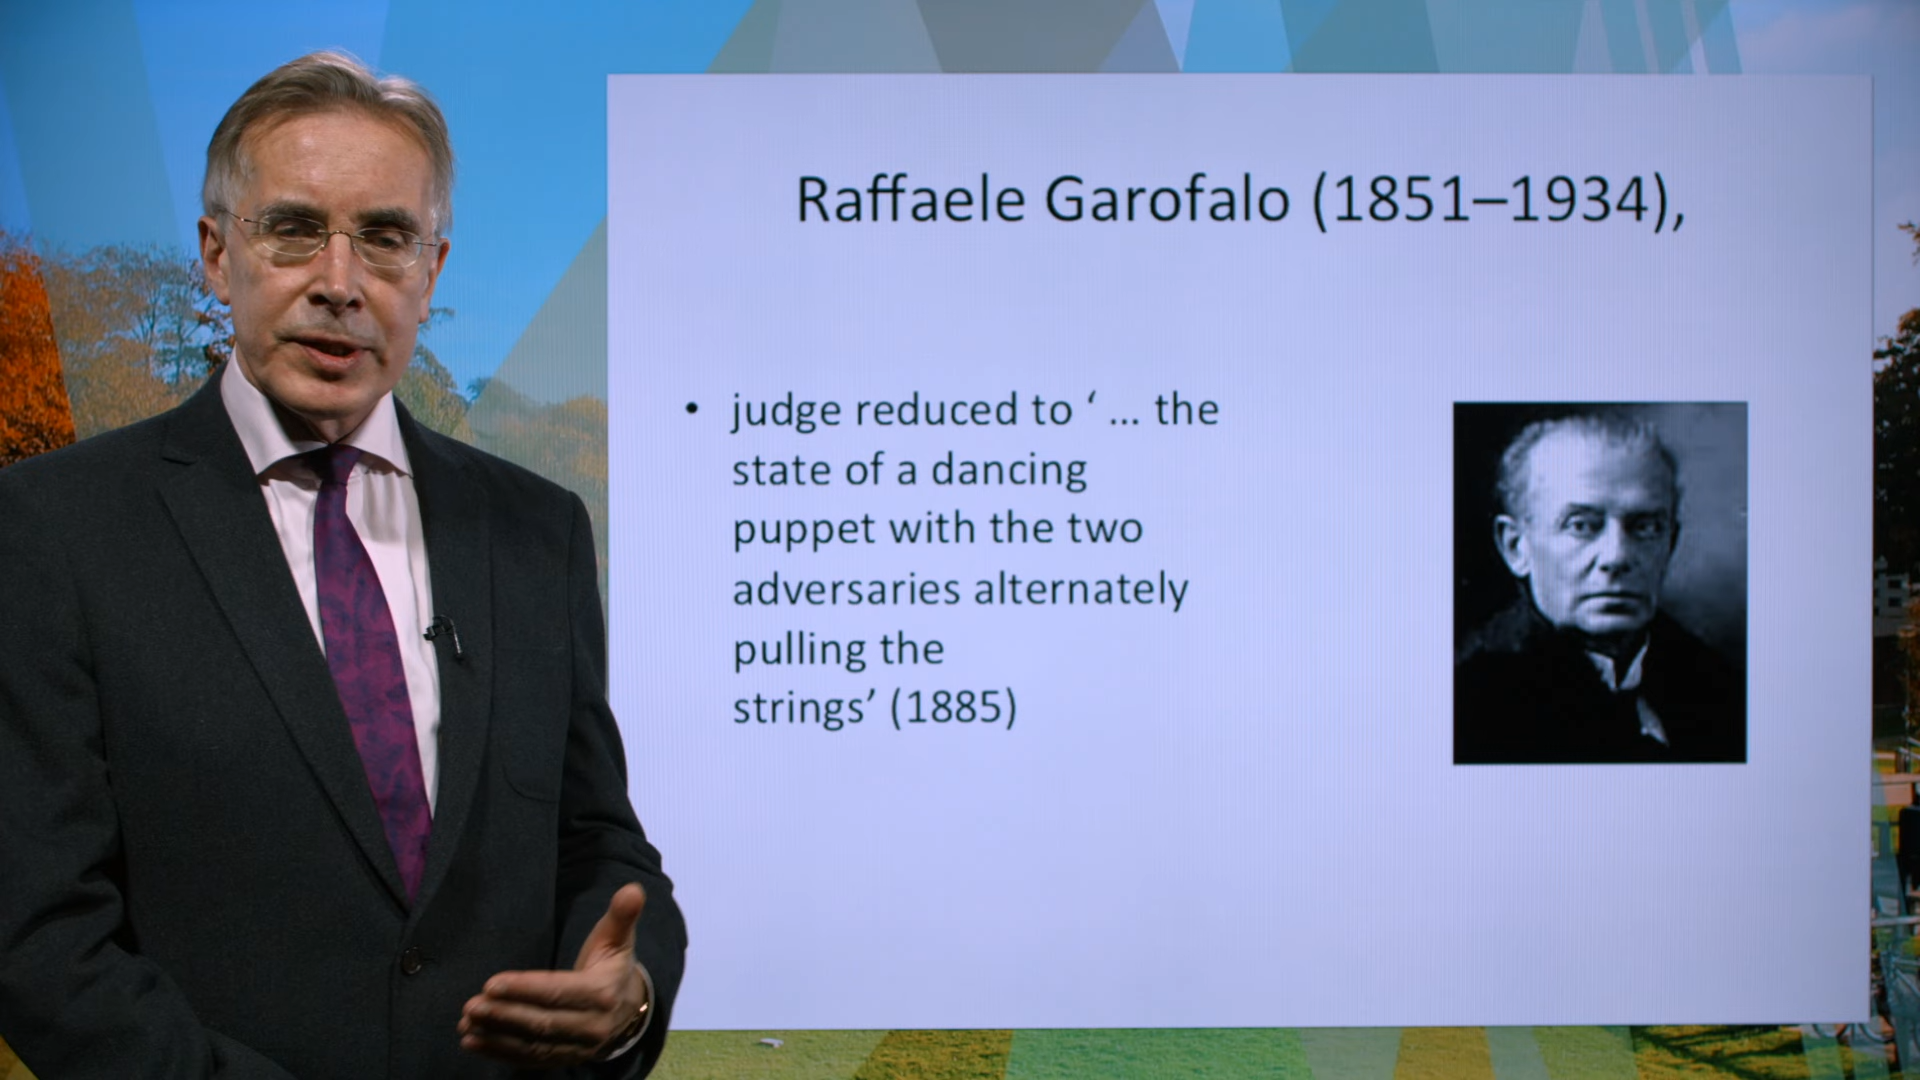 Raffaele Garofalo (1851–1934),
• judge reduced to ‘ … the
state of a dancing
puppet with the two
adversaries alternately
pulling the
strings’ (1885)